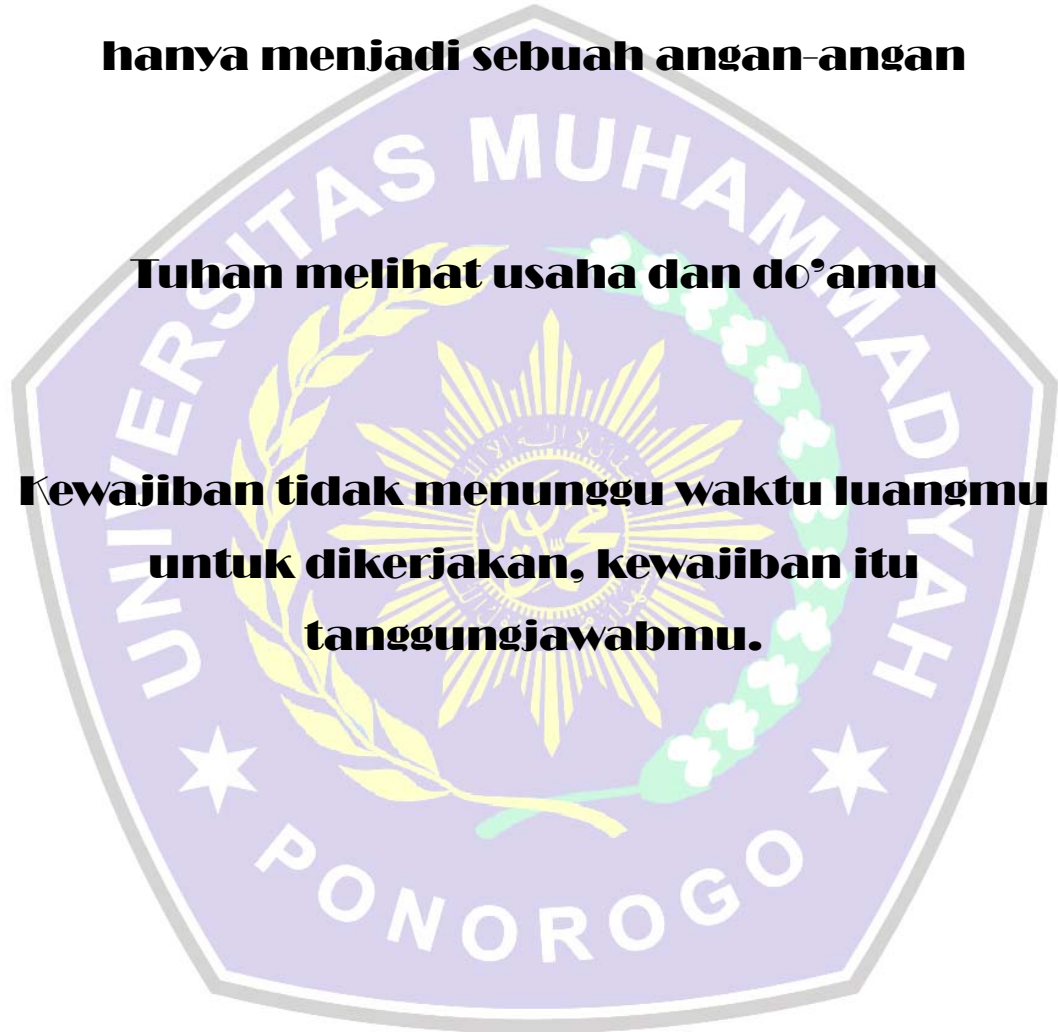 hanya menjadi sebuah angan-angan
UNIVERSITAS MUHAMMADIYAH
Tuhan melihat usaha dan do’amu
Kewajiban tidak menunggu waktu luangmu
untuk dikerjakan, kewajiban itu
tanggungjawabmu.
PONOROGO